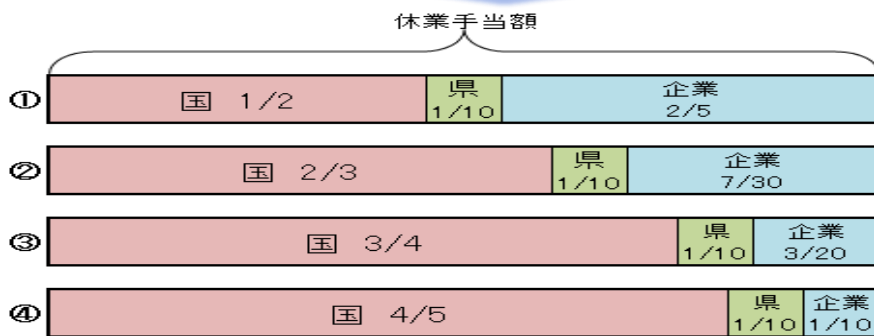 休業手当額
① 国 1/2 県 1/10 企業 2/5
② 国 2/3 県 1/10 企業 7/30
③ 国 3/4 県 1/10 企業 3/20
④ 国 4/5 県 1/10 企業 1/10